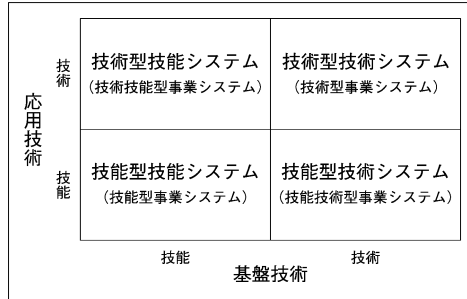 応用技術
技術
技術型技能システム
（技術技能型事業システム）
技術型技術システム
（技術型事業システム）
技能
技能型技能システム
（技能型事業システム）
技能型技術システム
（技能技術型事業システム）
技能
技術
基盤技術